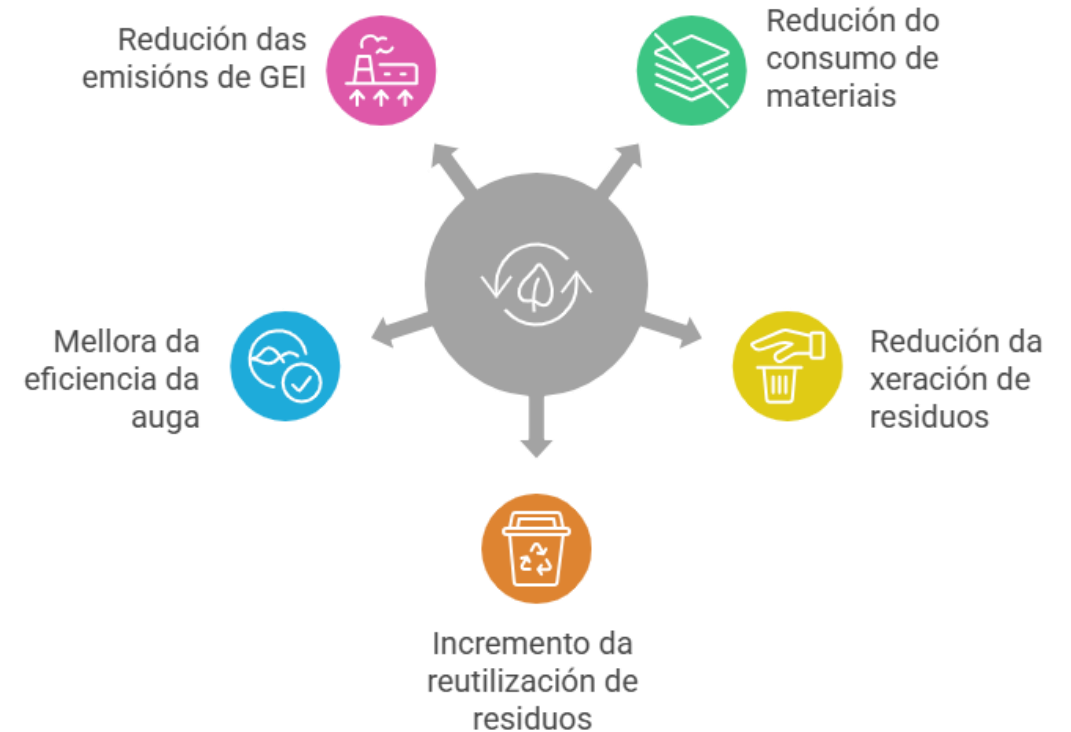 Redución das
emisións de GEI
Redución do
consumo de
materiais
Mellora da
eficiencia da
auga
Redución da
xeración de
residuos
Incremento da
reutilización de
residuos